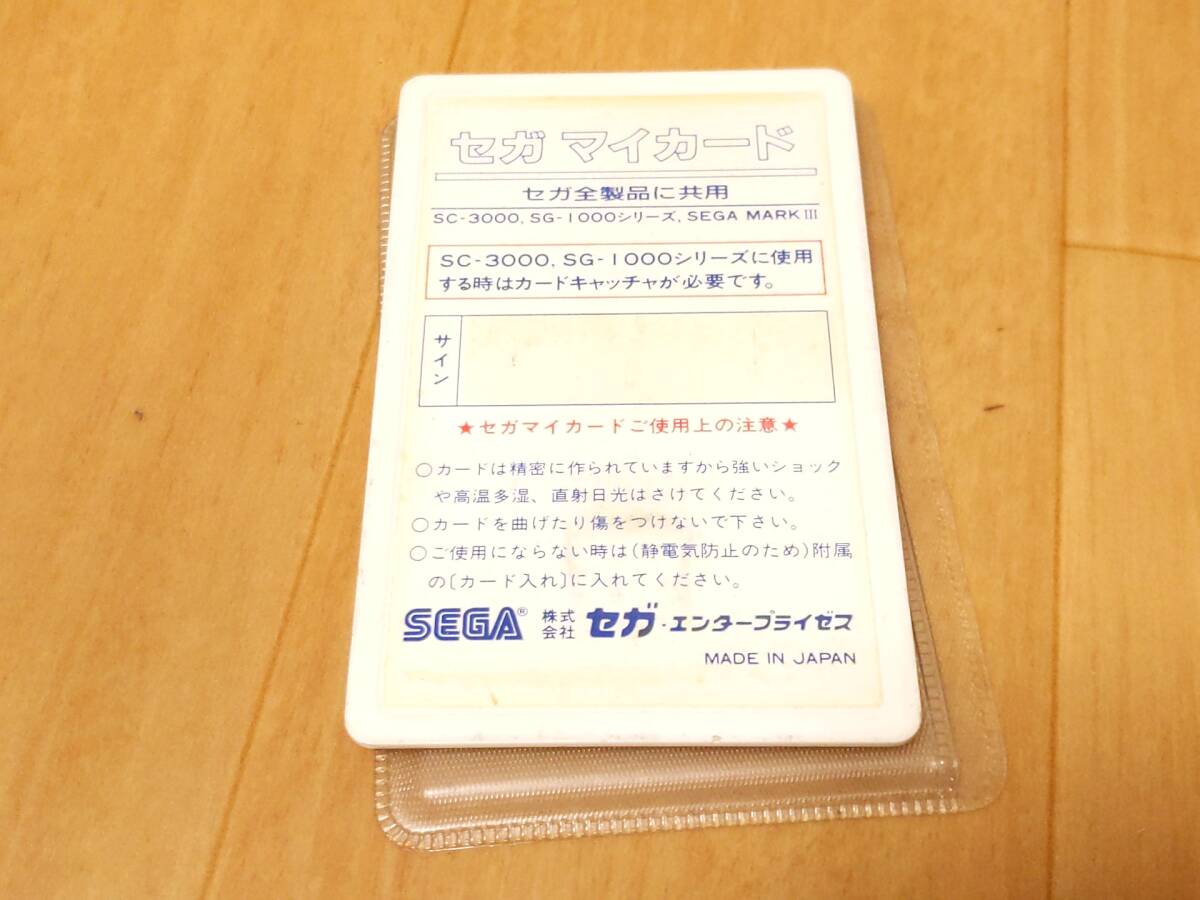 セガ マイカード
セガ全製品に共用
SC-3000, SG-1000シリーズ, SEGA MARK III
SC-3000, SG-1000シリーズに使用
する時はカードキャッチャが必要です。
サイン
★セガマイカードご使用上の注意★
○カードは精密に作られていますから強いショック
や高温多湿、直射日光はさけてください。
○カードを曲げたり傷をつけないで下さい。
○ご使用にならない時は(静電気防止のため)附属
の〔カード入れ〕に入れてください。
SEGA® 株式会社 セガ・エンタープライゼス
MADE IN JAPAN